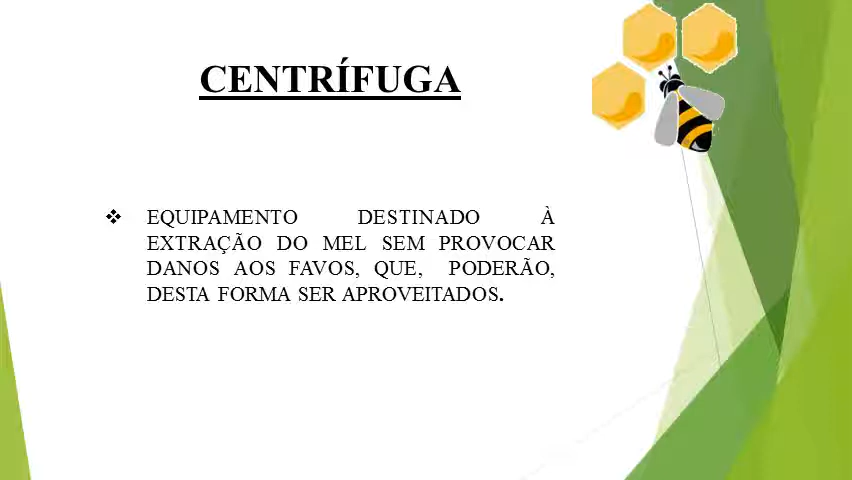 CENTRÍFUGA
❖ EQUIPAMENTO DESTINADO À
EXTRAÇÃO DO MEL SEM PROVOCAR
DANOS AOS FAVOS, QUE, PODERÃO,
DESTA FORMA SER APROVEITADOS.